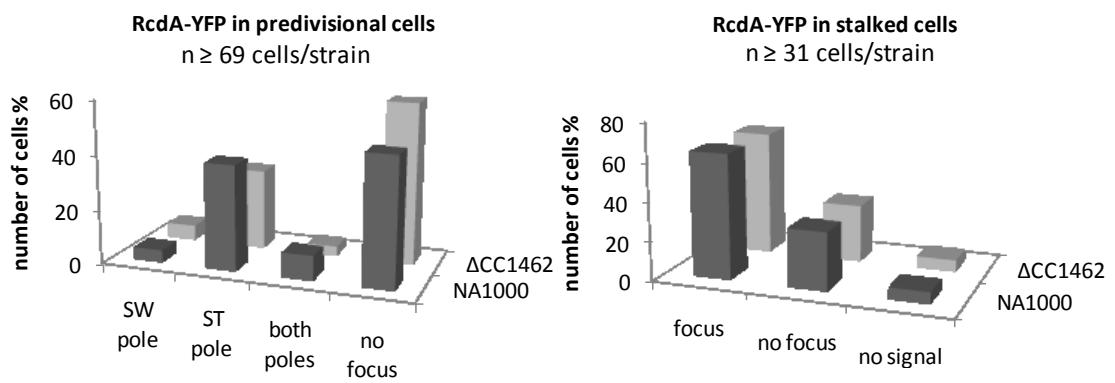 RcdA-YFP in predivisional cells
n ≥ 69 cells/strain
number of cells %
60
40
20
0
SW
pole
ST
pole
both
poles
no
focus
ΔCC1462
NA1000
RcdA-YFP in stalked cells
n ≥ 31 cells/strain
number of cells %
80
60
40
20
0
focus
no focus
no signal
ΔCC1462
NA1000